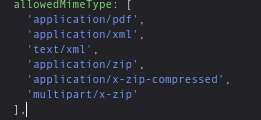 allowedMimeType: [
'application/pdf',
'application/xml',
'text/xml',
'application/zip',
'application/x-zip-compressed',
'multipart/x-zip'
],